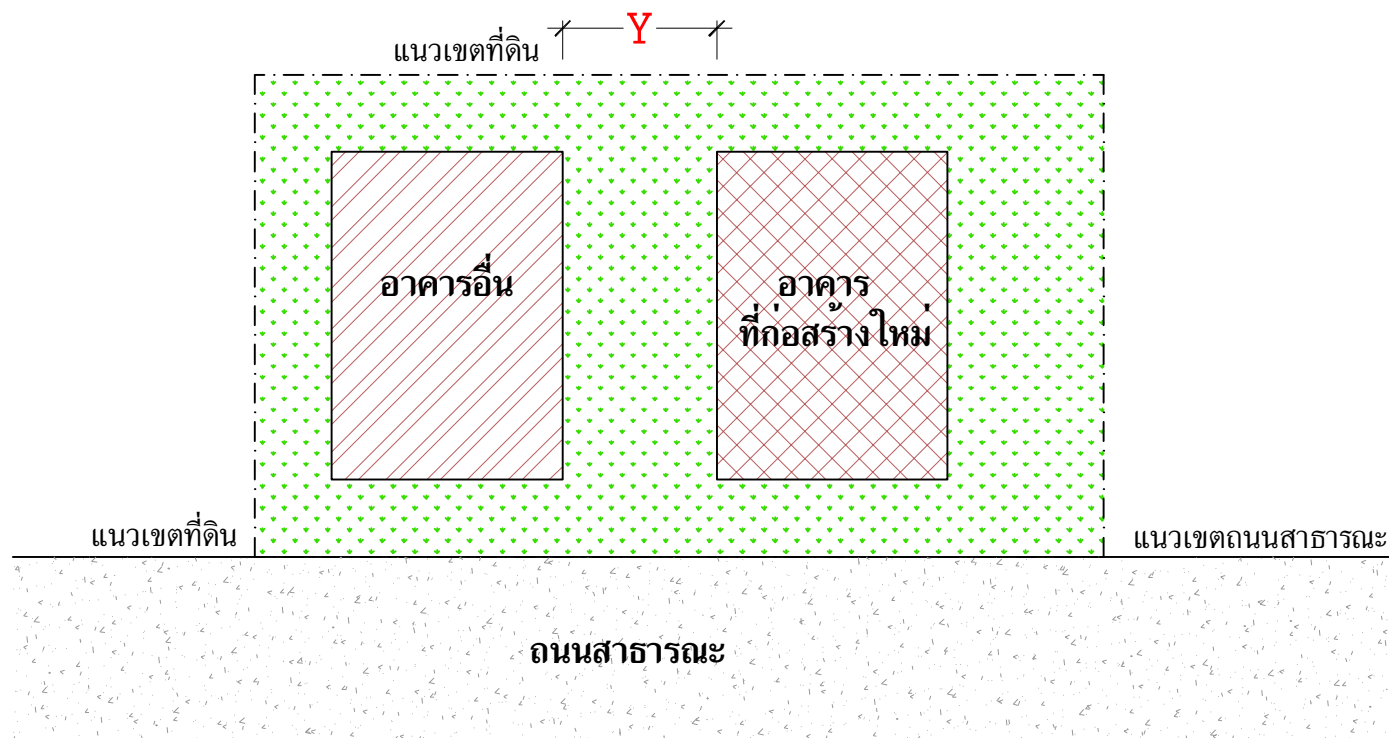 Y
แนวเขตที่ดิน
อาคารอื่น
อาคาร
ที่ก่อสร้างใหม่
แนวเขตที่ดิน
แนวเขตถนนสาธารณะ
ถนนสาธารณะ